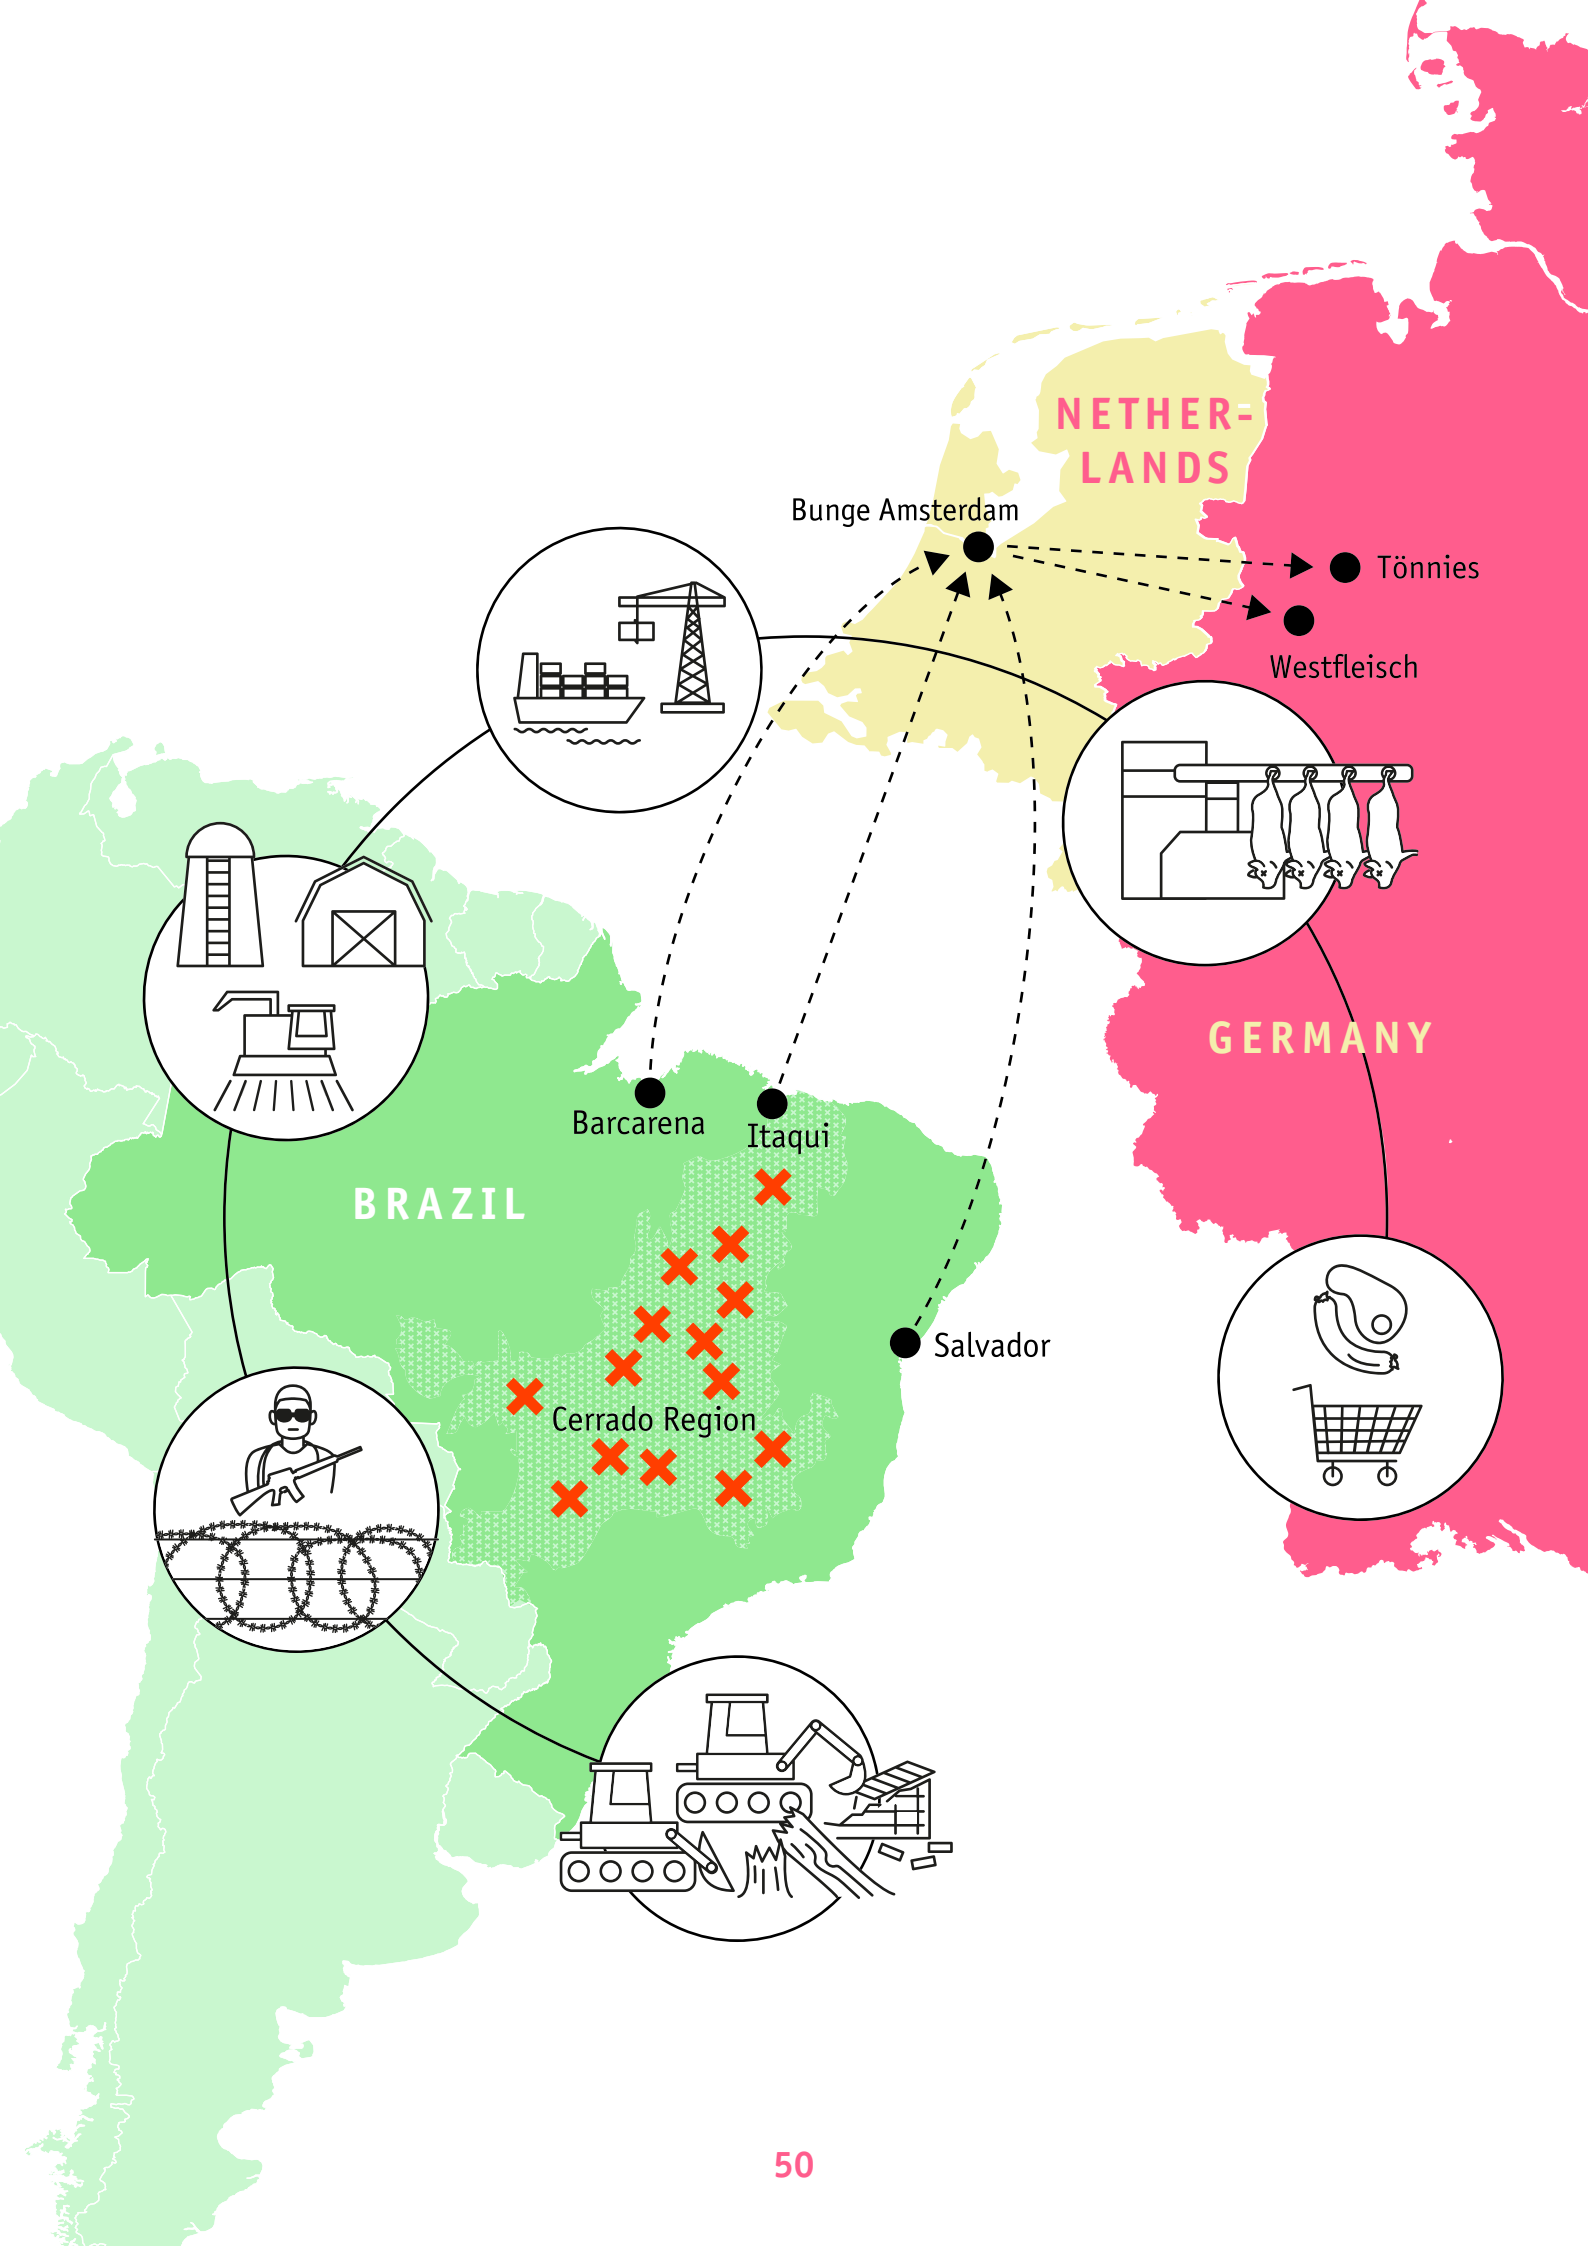 NETHER-
LANDS
Bunge Amsterdam
Tönnies
Westfleisch
GERMANY
Barcarena
Itaqui
BRAZIL
Salvador
Cerrado Region
50